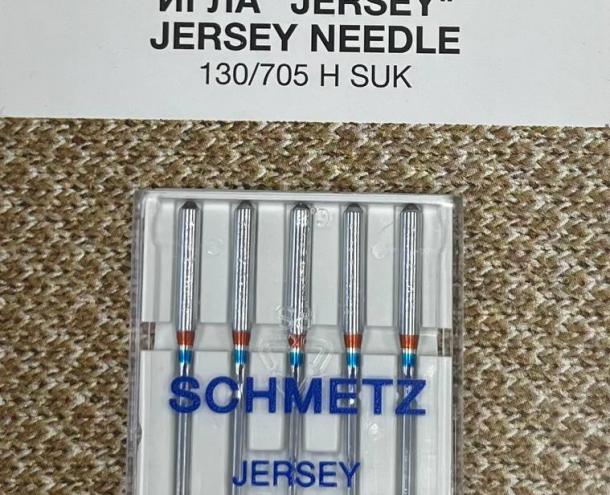 ИГЛА "JERSEY"
JERSEY NEEDLE
130/705 H SUK
SCHMETZ
JERSEY